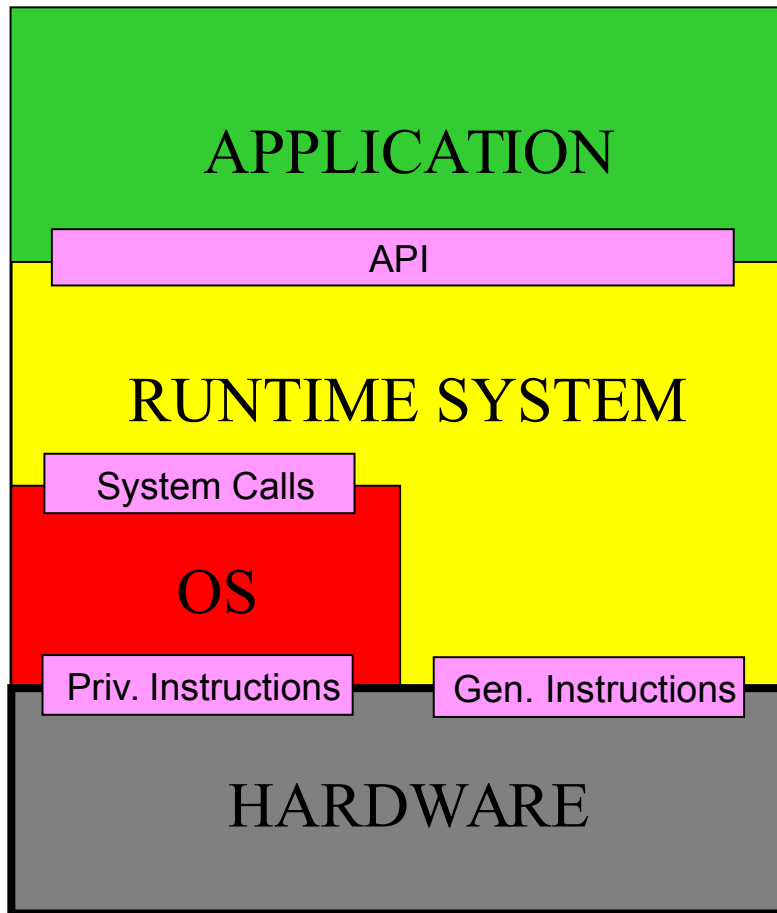 APPLICATION
API
RUNTIME SYSTEM
System Calls
OS
Priv. Instructions
Gen. Instructions
HARDWARE